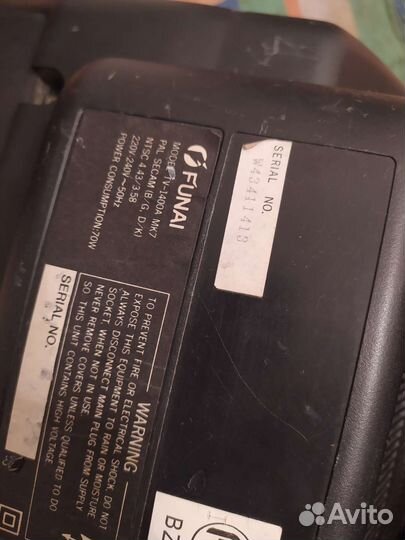 FUNAI
MODEL TV-1400A MK7
PAL SECAM (B/G, D/K)
NTSC 4.43/3.58
220V-240V~50Hz
POWER CONSUMPTION:70W
SERIAL NO.
W43411413
WARNING
TO PREVENT FIRE OR ELECTRICAL SHOCK. DO NOT
EXPOSE THIS EQUIPMENT TO RAIN OR MOISTURE
ALWAYS DISCONNECT MAIN PLUG FROM SUPPLY
SOCKET, WHEN NOT IN USE
NEVER REMOVE COVERS UNLESS QUALIFIED TO DO
SO THIS UNIT CONTAINS HIGH VOLTAGE
SERIAL NO.
BZ
Avito